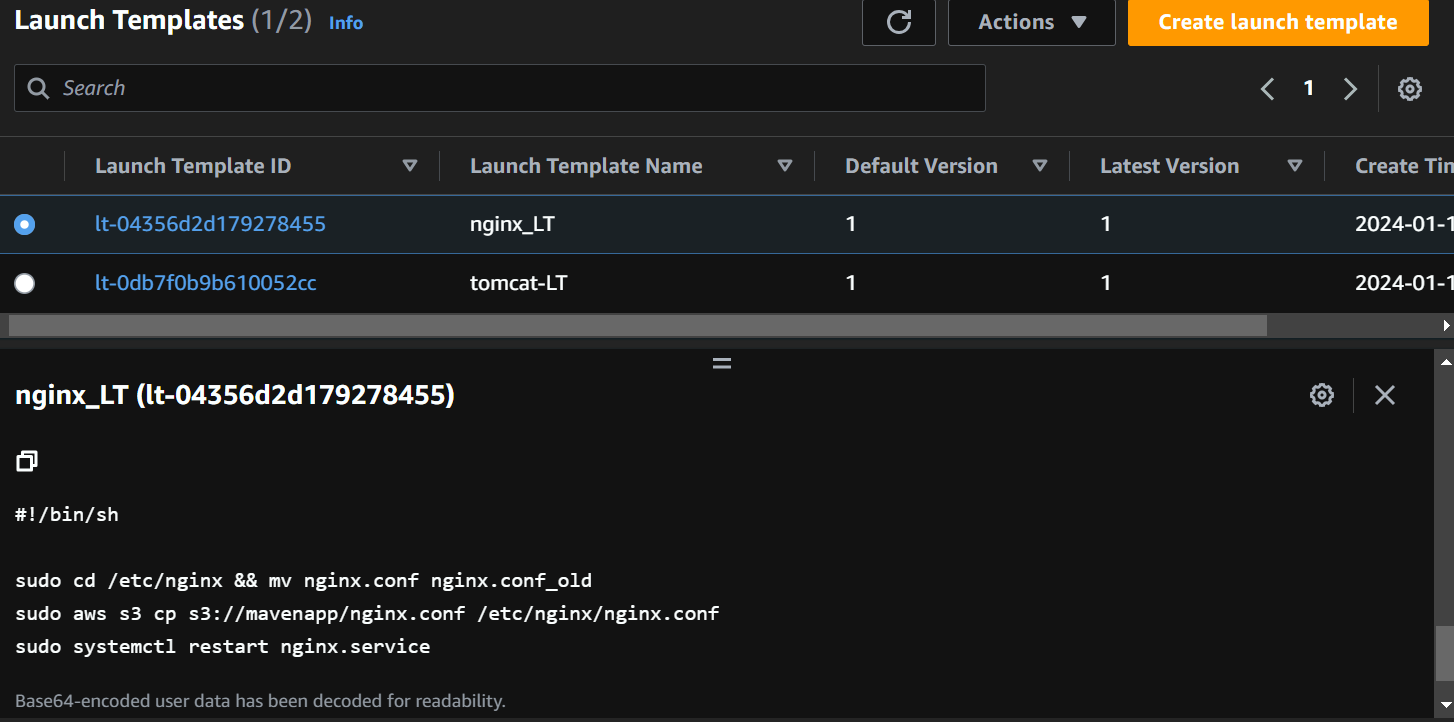 Launch Templates (1/2) Info
Actions
Create launch template
Search
1
Launch Template ID Launch Template Name Default Version Latest Version Create Tim
lt-04356d2d179278455 nginx_LT 1 1 2024-01-1
lt-0db7f0b9b610052cc tomcat-LT 1 1 2024-01-1
nginx_LT (lt-04356d2d179278455)
#!/bin/sh
sudo cd /etc/nginx && mv nginx.conf nginx.conf_old
sudo aws s3 cp s3://mavenapp/nginx.conf /etc/nginx/nginx.conf
sudo systemctl restart nginx.service
Base64-encoded user data has been decoded for readability.